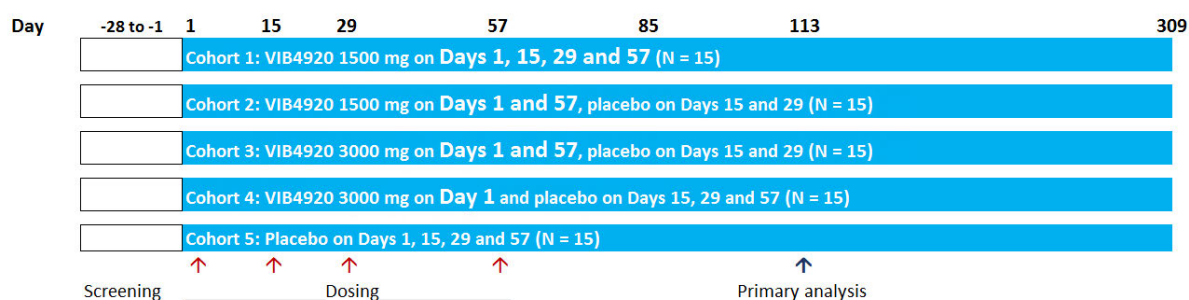 Day -28 to -1 1 15 29 57 85 113 309
Cohort 1: VIB4920 1500 mg on Days 1, 15, 29 and 57 (N = 15)
Cohort 2: VIB4920 1500 mg on Days 1 and 57, placebo on Days 15 and 29 (N = 15)
Cohort 3: VIB4920 3000 mg on Days 1 and 57, placebo on Days 15 and 29 (N = 15)
Cohort 4: VIB4920 3000 mg on Day 1 and placebo on Days 15, 29 and 57 (N = 15)
Cohort 5: Placebo on Days 1, 15, 29 and 57 (N = 15)
Screening Dosing Primary analysis